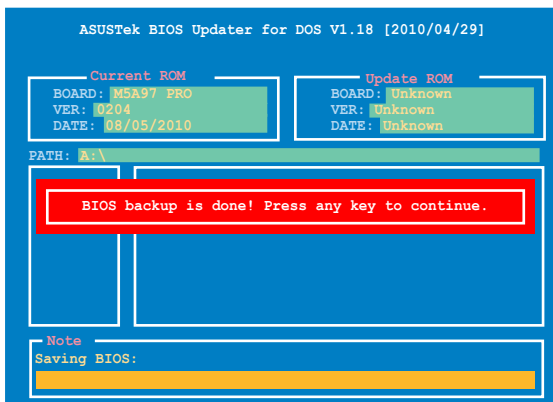 ASUSTek BIOS Updater for DOS V1.18 [2010/04/29]
Current ROM
BOARD: M5A97 PRO
VER: 0204
DATE: 08/05/2010
Update ROM
BOARD: Unknown
VER: Unknown
DATE: Unknown
PATH: A:\
BIOS backup is done! Press any key to continue.
Note
Saving BIOS: